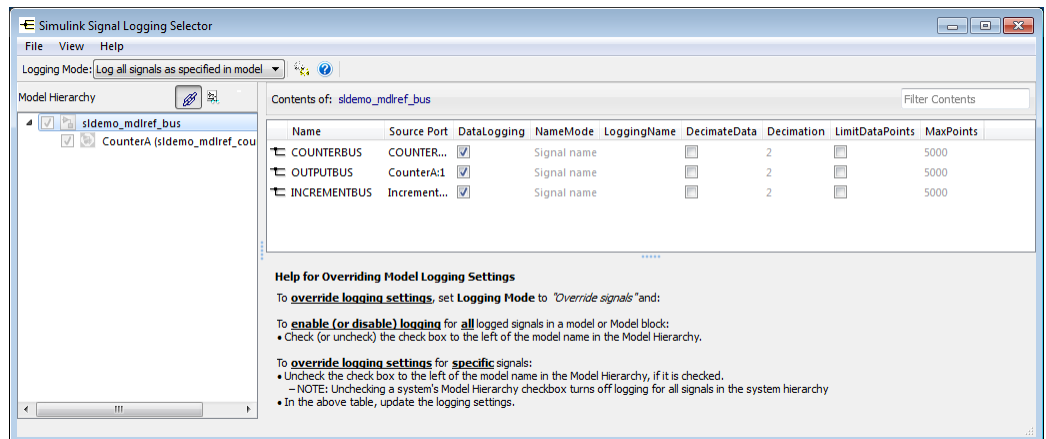 Simulink Signal Logging Selector
File View Help
Logging Mode: Log all signals as specified in model
Model Hierarchy
Contents of: sldemo_mdlref_bus
Filter Contents
sldemo_mdlref_bus
CounterA (sldemo_mdlref_cou
Name Source Port DataLogging NameMode LoggingName DecimateData Decimation LimitDataPoints MaxPoints
COUNTERBUS COUNTER... Signal name 2 5000
OUTPUTBUS CounterA:1 Signal name 2 5000
INCREMENTBUS Increment... Signal name 2 5000
Help for Overriding Model Logging Settings
To override logging settings, set Logging Mode to "Override signals" and:
To enable (or disable) logging for all logged signals in a model or Model block:
• Check (or uncheck) the check box to the left of the model name in the Model Hierarchy.
To override logging settings for specific signals:
• Uncheck the check box to the left of the model name in the Model Hierarchy, if it is checked.
– NOTE: Unchecking a system's Model Hierarchy checkbox turns off logging for all signals in the system hierarchy
• In the above table, update the logging settings.